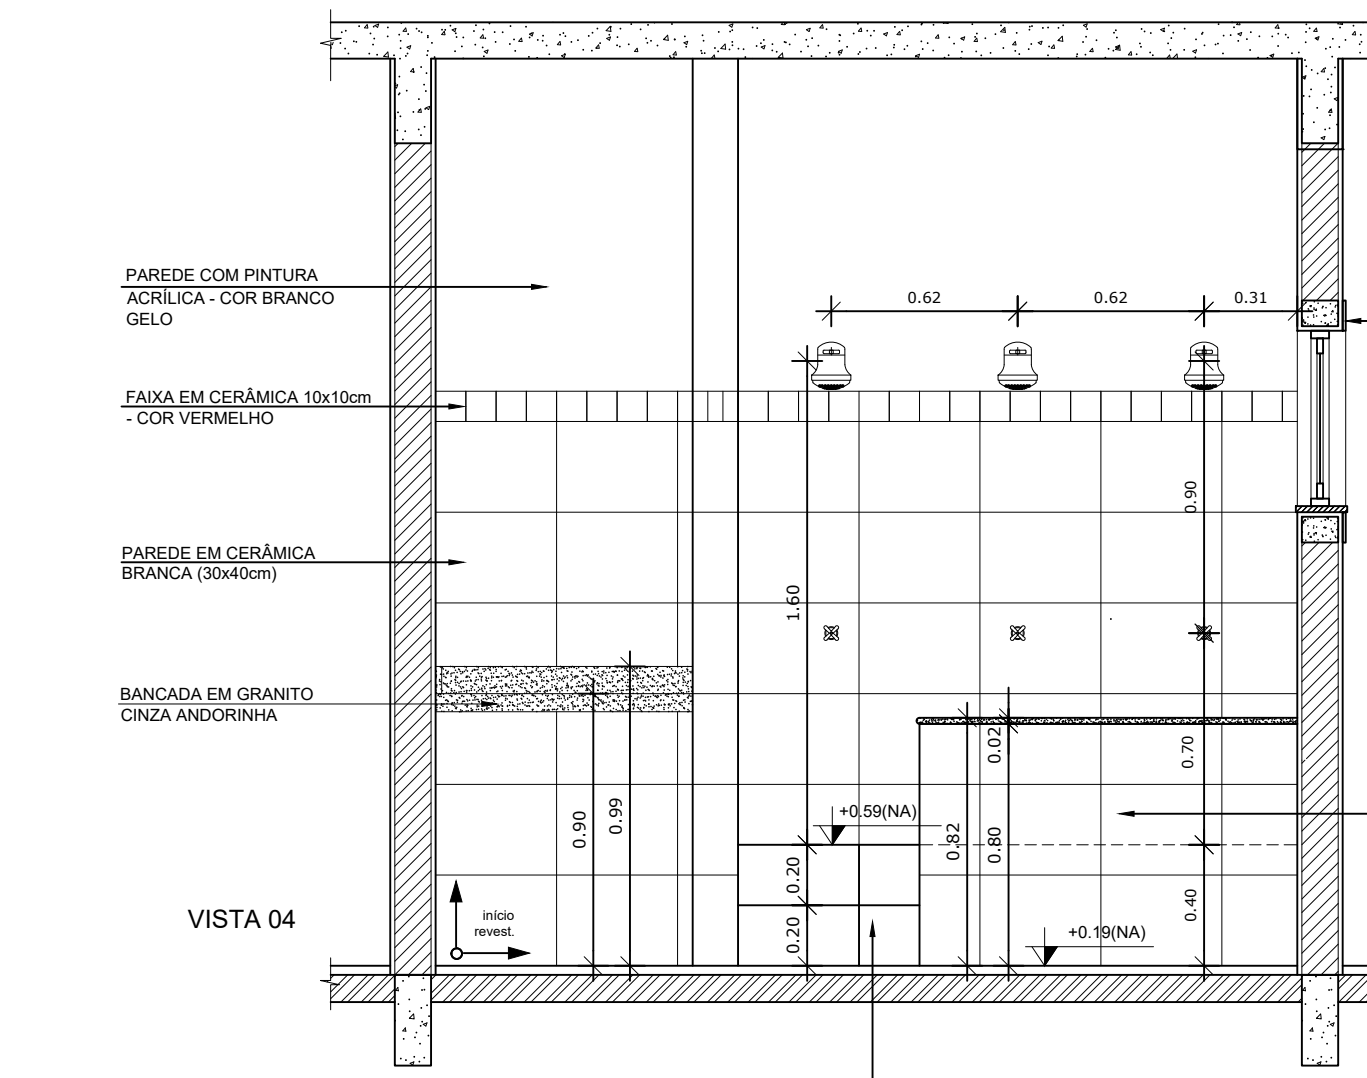 PAREDE COM PINTURA
ACRÍLICA - COR BRANCO
GELO
0.62
0.62
0.31
FAIXA EM CERÂMICA 10x10cm
- COR VERMELHO
0.90
PAREDE EM CERÂMICA
BRANCA (30x40cm)
1.60
BANCADA EM GRANITO
CINZA ANDORINHA
0.02
0.70
+0.59(NA)
0.90
0.99
0.82
0.80
0.20
0.40
VISTA 04
início
revest.
0.20
+0.19(NA)